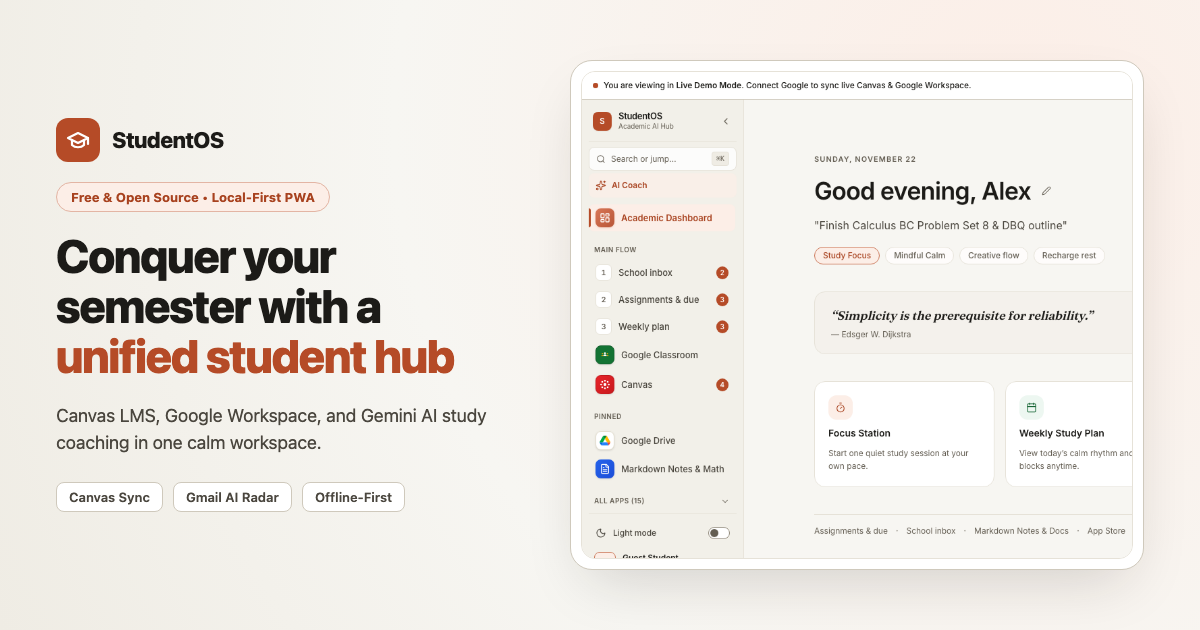 StudentOS
Free & Open Source • Local-First PWA
Conquer your
semester with a
unified student hub
Canvas LMS, Google Workspace, and Gemini AI study
coaching in one calm workspace.
Canvas Sync
Gmail AI Radar
Offline-First
You are viewing in Live Demo Mode. Connect Google to sync live Canvas & Google Workspace.
S
StudentOS
Academic AI Hub
Search or jump...
⌘K
AI Coach
Academic Dashboard
MAIN FLOW
1 School inbox 2
2 Assignments & due 3
3 Weekly plan 3
Google Classroom
Canvas 4
PINNED
Google Drive
Markdown Notes & Math
ALL APPS (15)
Light mode
Guest Student
SUNDAY, NOVEMBER 22
Good evening, Alex
"Finish Calculus BC Problem Set 8 & DBQ outline"
Study Focus
Mindful Calm
Creative flow
Recharge rest
“Simplicity is the prerequisite for reliability.”
— Edsger W. Dijkstra
Focus Station
Start one quiet study session at your
own pace.
Weekly Study Plan
View today's calm rhythm and
blocks anytime.
Assignments & due · School inbox · Markdown Notes & Docs · App Store